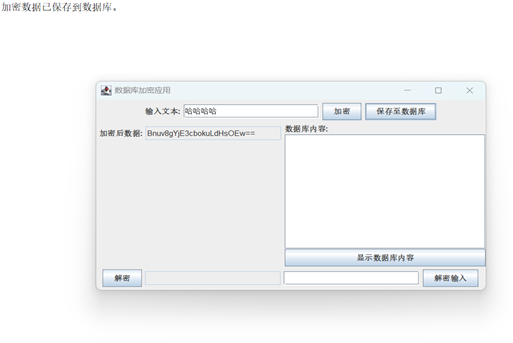 加密数据已保存到数据库。
数据库加密应用
输入文本: 哈哈哈哈 加密 保存至数据库
加密后数据: Bnuv8gYjE3cbokuLdHsOEw== 数据库内容:
显示数据库内容
解密 解密输入